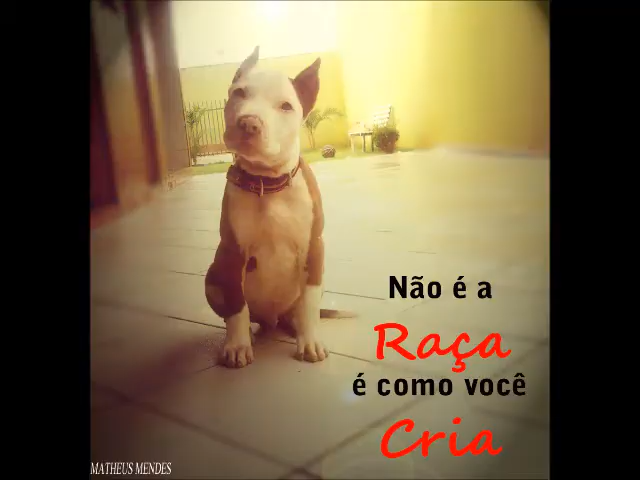 Não é a
Raça
é como você
Cria
MATHEUS MENDES